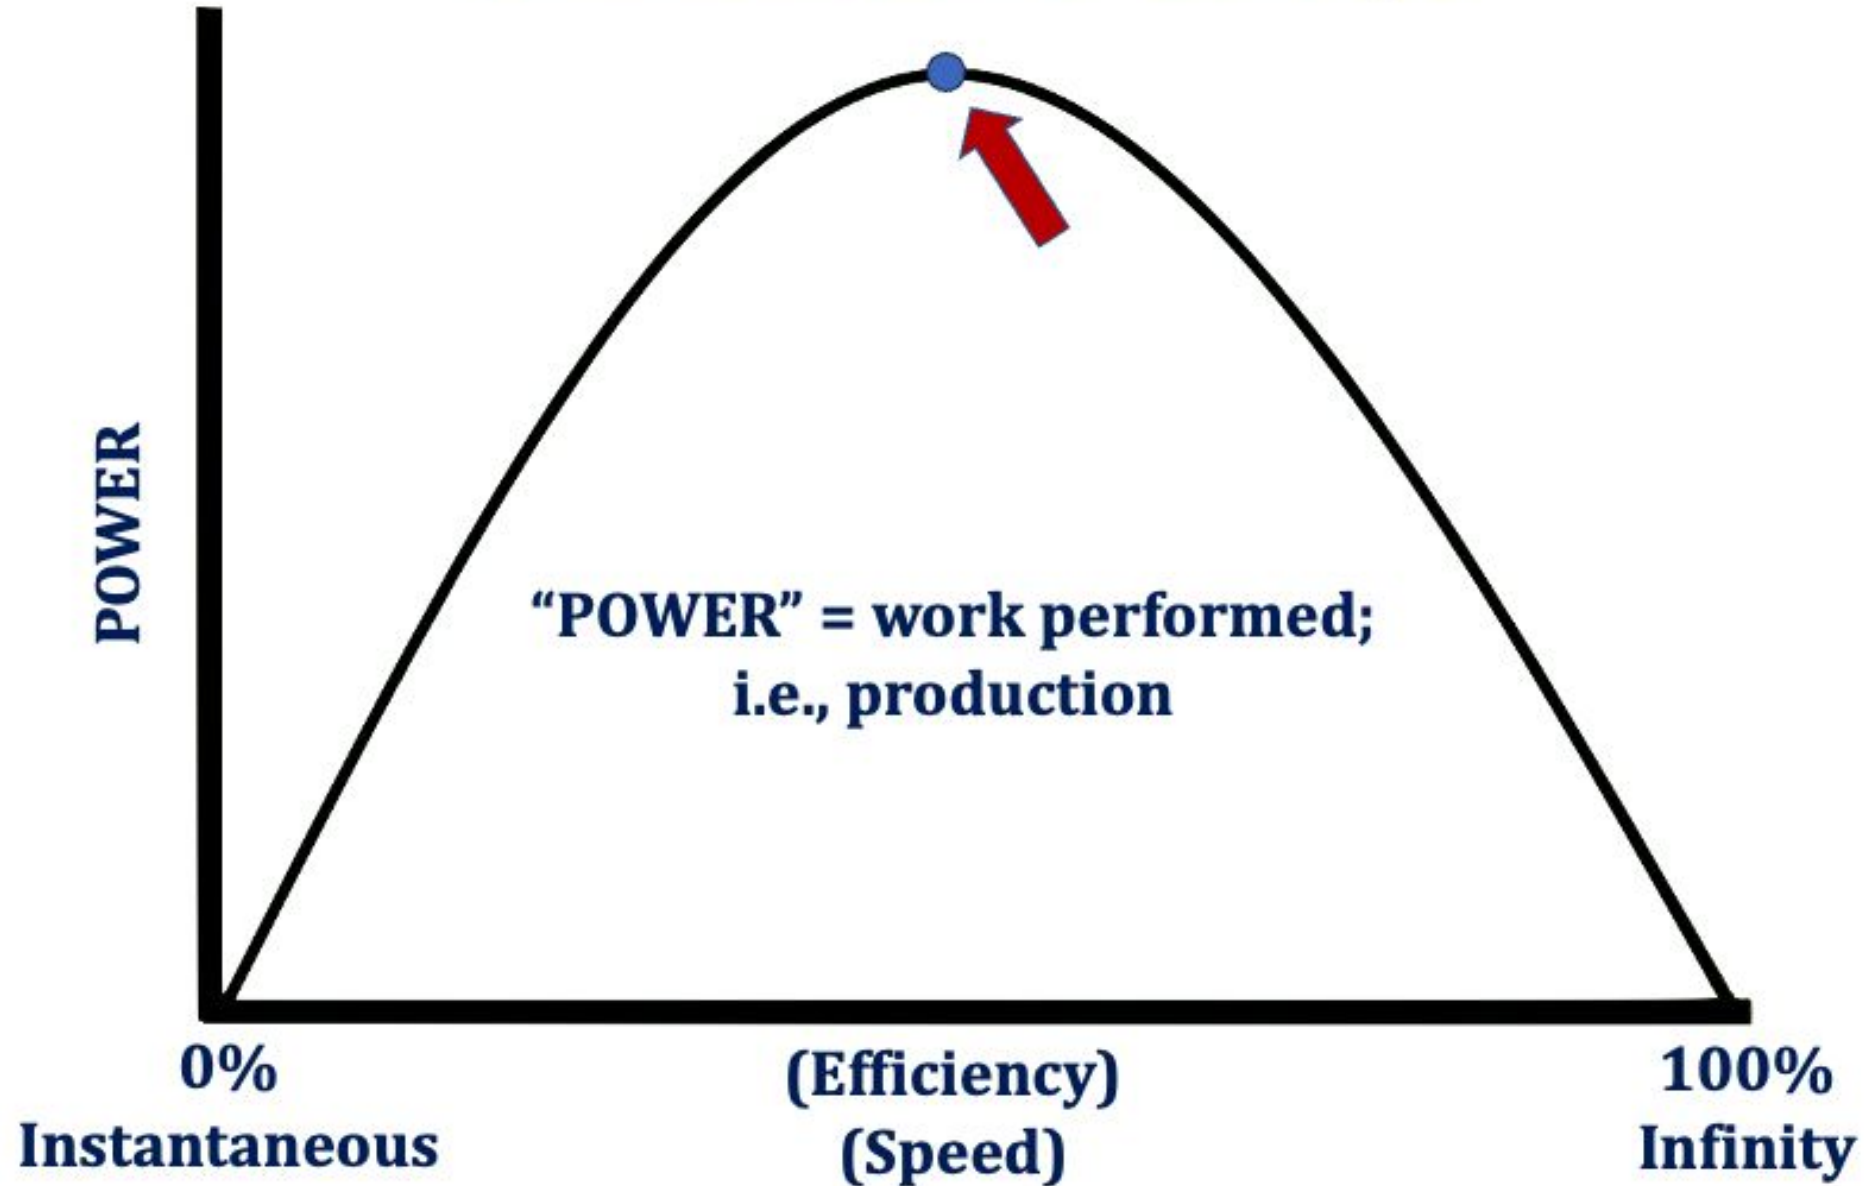 POWER
“POWER” = work performed;
i.e., production
0%
(Efficiency)
100%
Instantaneous
(Speed)
Infinity